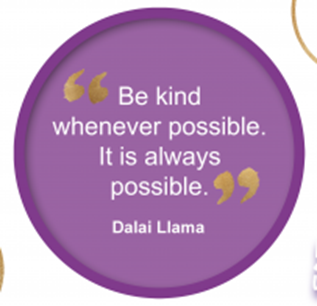 “ Be kind
whenever possible.
It is always
possible. ”
Dalai Llama